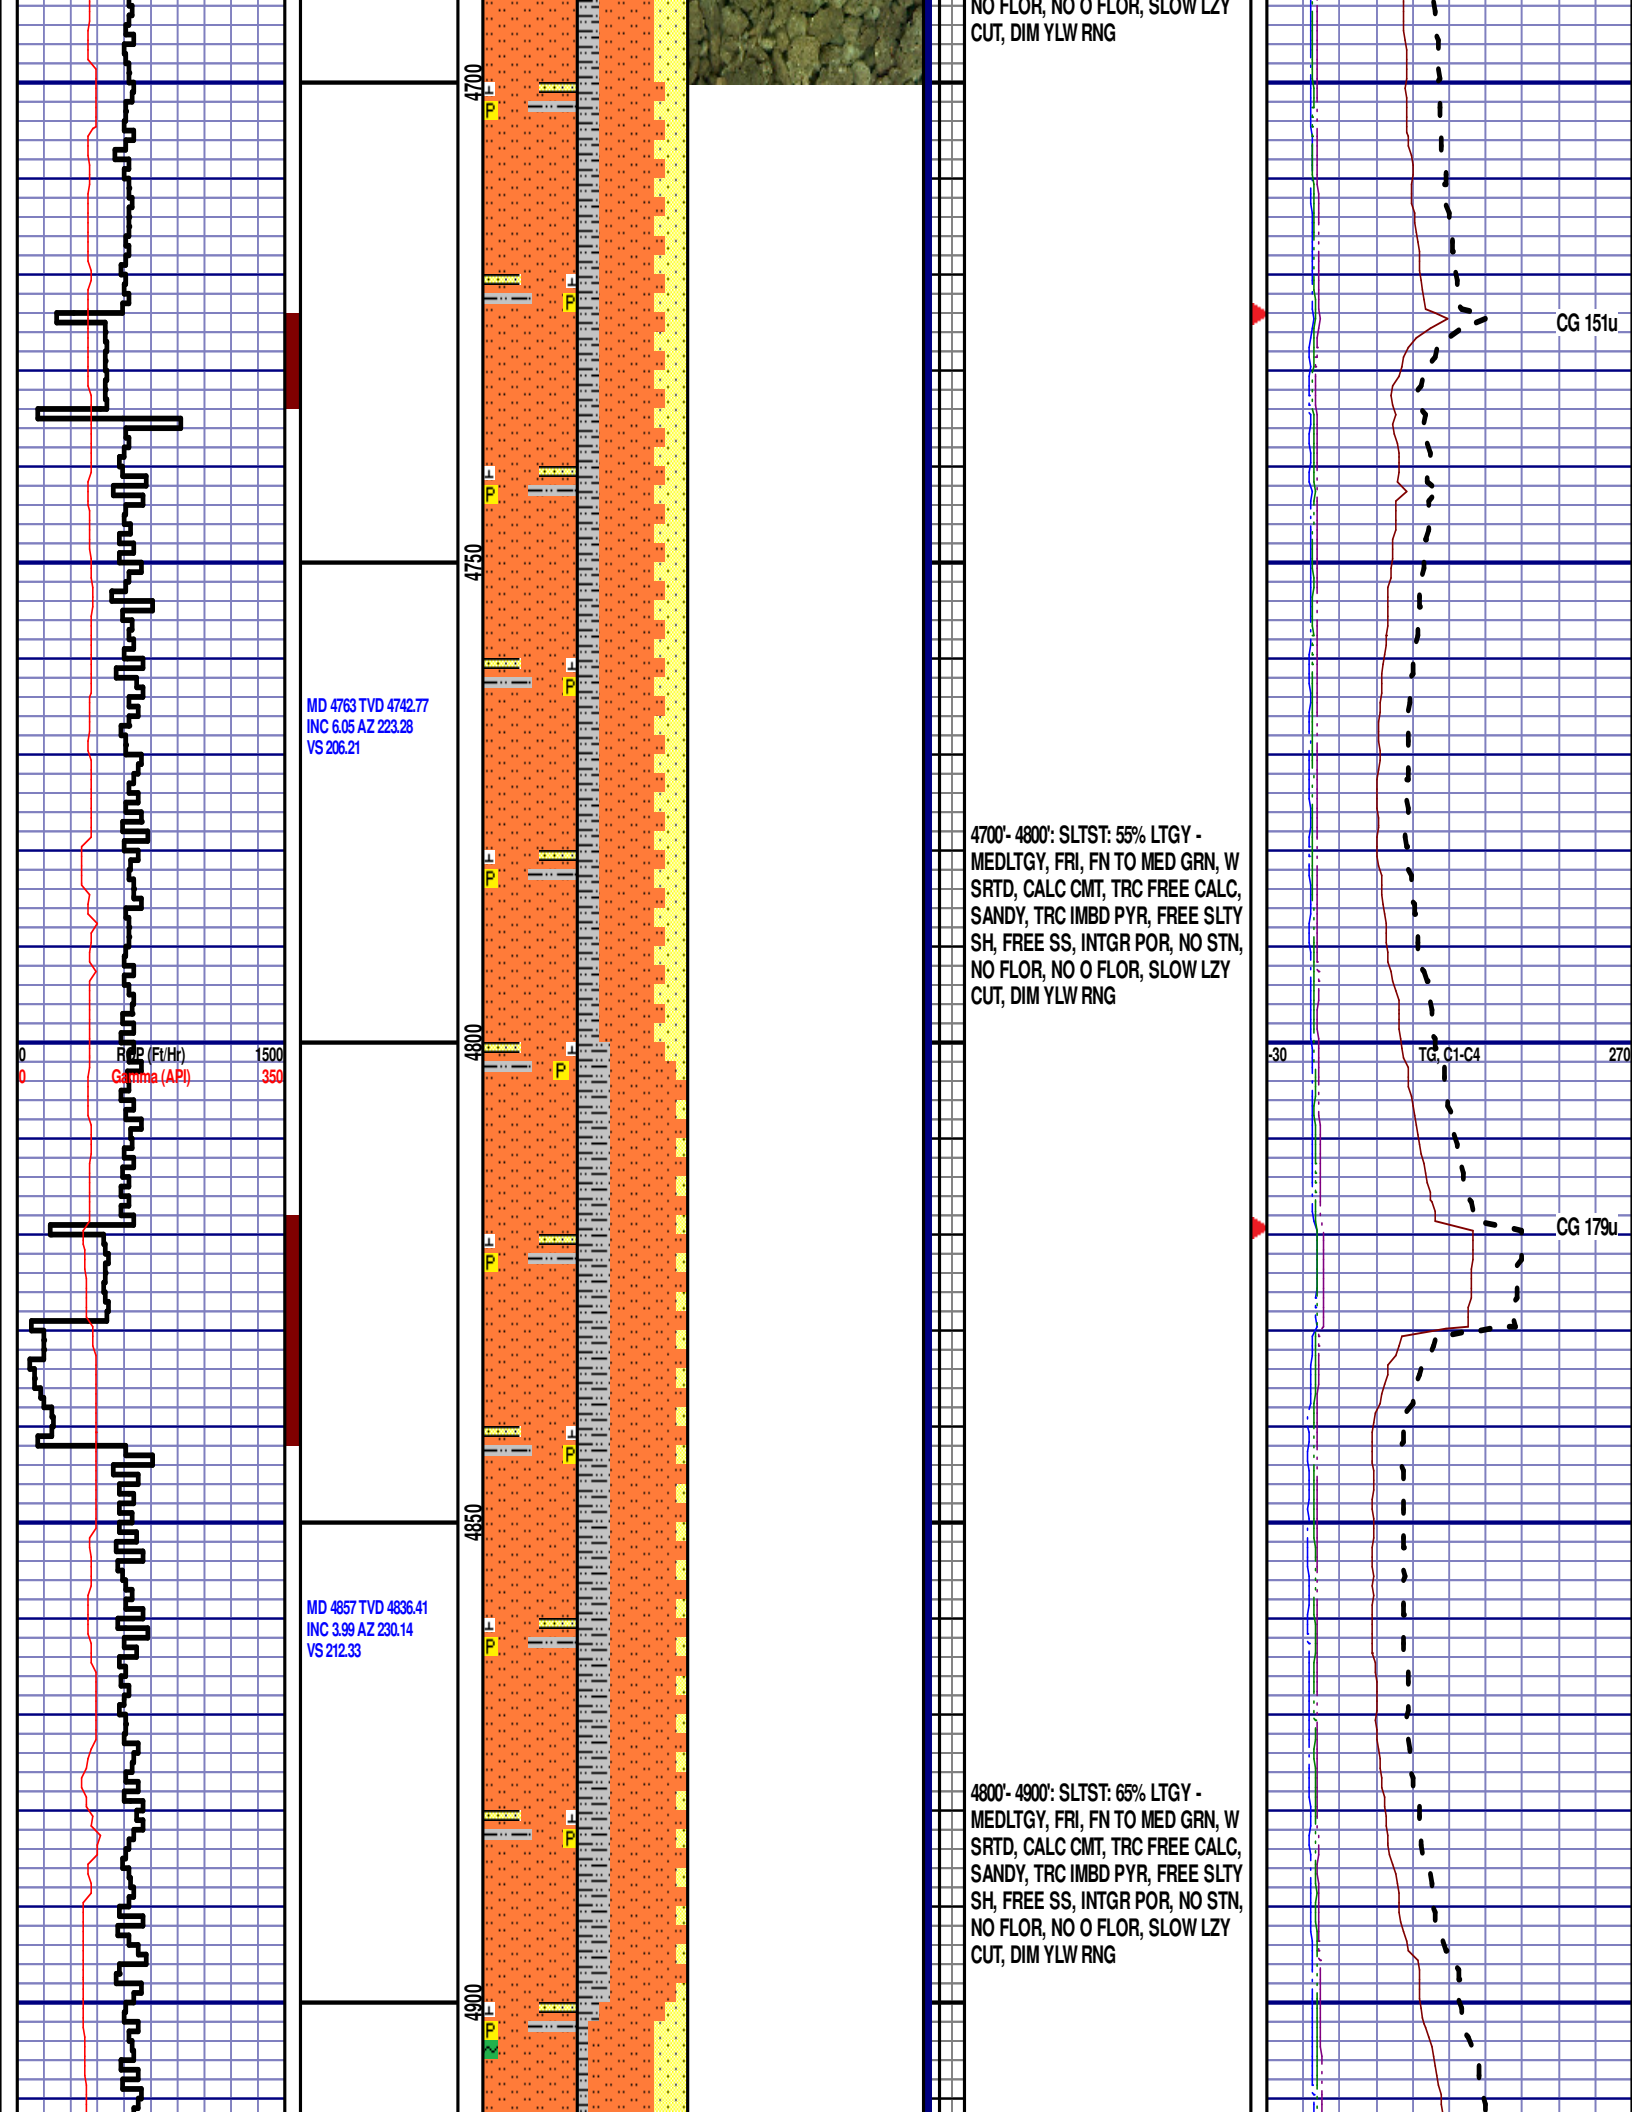 NO FLOR, NO O FLOR, SLOW LZY
CUT, DIM YLW RNG
4700
P
P
CG 151u
P
4750
P
MD 4763 TVD 4742.77
INC 6.05 AZ 223.28
VS 206.21
4700'- 4800': SLTST: 55% LTGY -
MEDLTGY, FRI, FN TO MED GRN, W
SRTD, CALC CMT, TRC FREE CALC,
SANDY, TRC IMBD PYR, FREE SLTY
SH, FREE SS, INTGR POR, NO STN,
NO FLOR, NO O FLOR, SLOW LZY
CUT, DIM YLW RNG
P
4800
0 ROP (Ft/Hr) 1500
0 Gamma (API) 350
P
-30 TG, C1-C4 270
CG 179u
P
P
4850
MD 4857 TVD 4836.41
INC 3.99 AZ 230.14
VS 212.33
P
4800'- 4900': SLTST: 65% LTGY -
MEDLTGY, FRI, FN TO MED GRN, W
SRTD, CALC CMT, TRC FREE CALC,
SANDY, TRC IMBD PYR, FREE SLTY
SH, FREE SS, INTGR POR, NO STN,
NO FLOR, NO O FLOR, SLOW LZY
CUT, DIM YLW RNG
P
4900
P